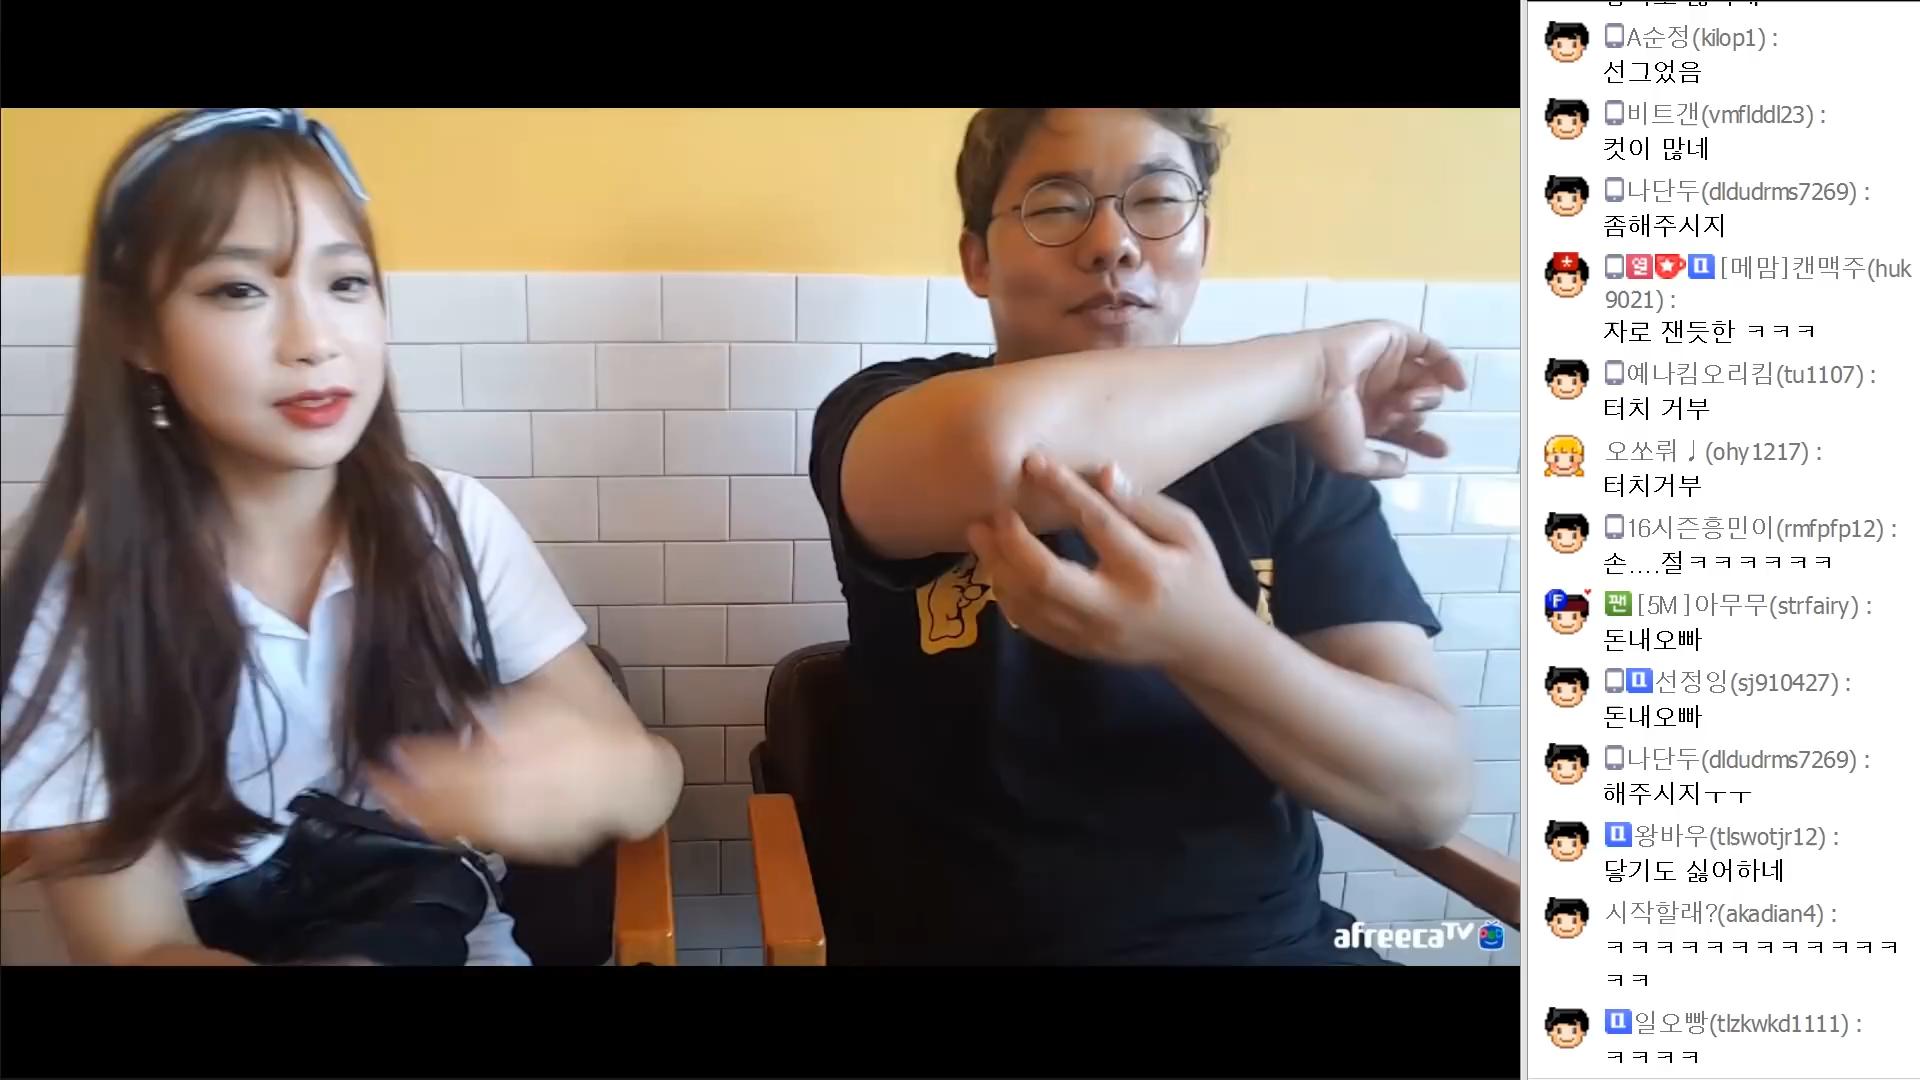 A순정(kilop1) :
선그었음
비트갠(vmflddl23) :
컷이 많네
나단두(dldudrms7269) :
좀해주시지
열 [메맘]캔맥주(huk
9021) :
자로 잰듯한 ㅋㅋㅋ
예나킴오리킴(tu1107) :
터치 거부
오쏘뤼♩(ohy1217) :
터치거부
16시즌흥민이(rmfpfp12) :
손....절ㅋㅋㅋㅋㅋㅋ
팬 [5M]아무무(strfairy) :
돈내오빠
선정잉(sj910427) :
돈내오빠
나단두(dldudrms7269) :
해주시지ㅜㅜ
왕바우(tlswotjr12) :
닿기도 싫어하네
시작할래?(akadian4) :
ㅋㅋㅋㅋㅋㅋㅋㅋㅋㅋㅋㅋ
ㅋㅋ
일오빵(tlzkwkd1111) :
ㅋㅋㅋㅋ
afreecaTV